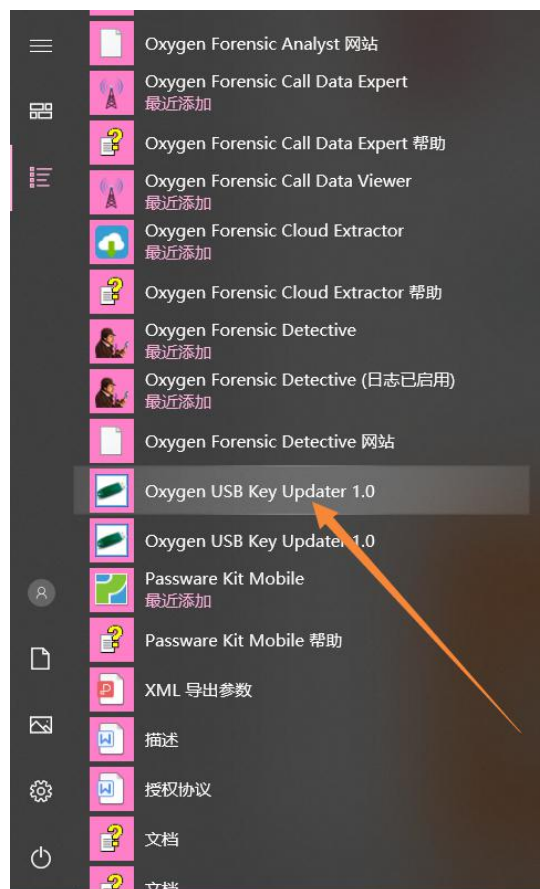 Oxygen Forensic Analyst 网站
Oxygen Forensic Call Data Expert
最近添加
Oxygen Forensic Call Data Expert 帮助
Oxygen Forensic Call Data Viewer
最近添加
Oxygen Forensic Cloud Extractor
最近添加
Oxygen Forensic Cloud Extractor 帮助
Oxygen Forensic Detective
最近添加
Oxygen Forensic Detective (日志已启用)
最近添加
Oxygen Forensic Detective 网站
Oxygen USB Key Updater 1.0
Oxygen USB Key Updater 1.0
Passware Kit Mobile
最近添加
Passware Kit Mobile 帮助
XML 导出参数
描述
授权协议
文档
文档